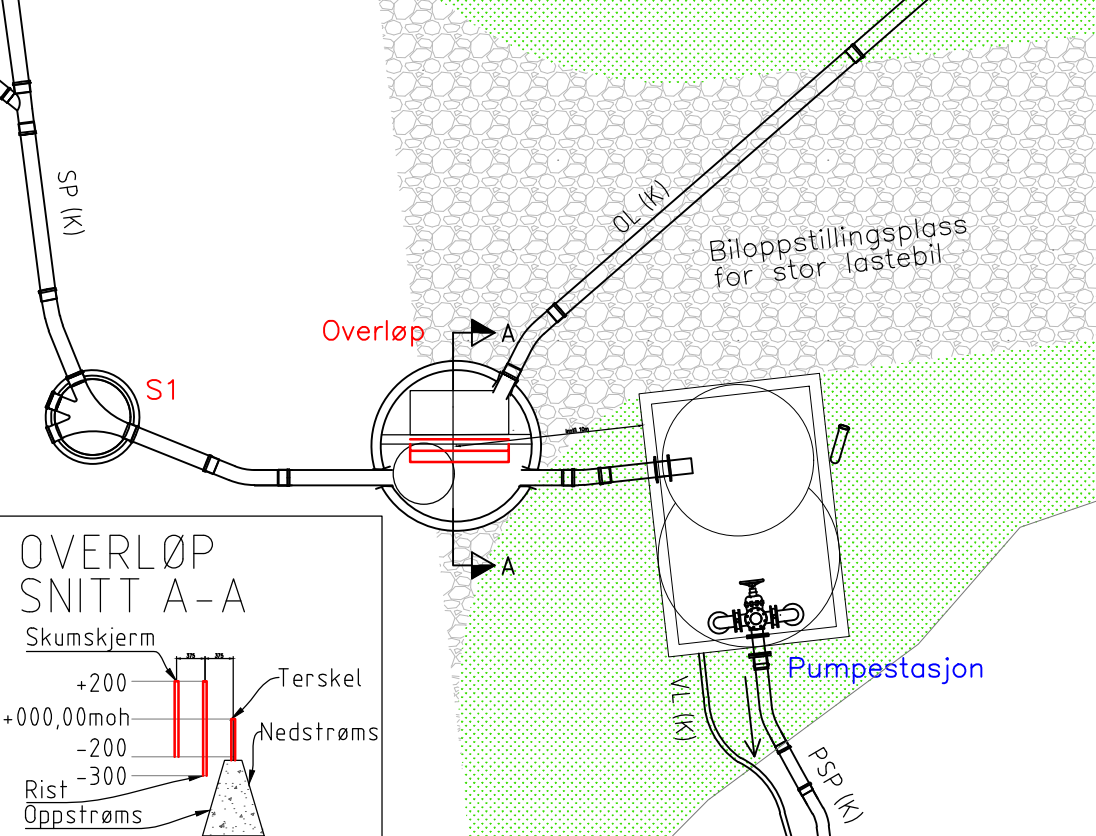 SP (K)
OL (K)
Biloppstillingsplass
for stor lastebil
Overløp
A
S1
A
OVERLØP
SNITT A-A
Skumskjerm
375
375
+200
Terskel
+000,00moh
Nedstrøms
-200
-300
Rist
Oppstrøms
Pumpestasjon
VL (K)
PSP (K)